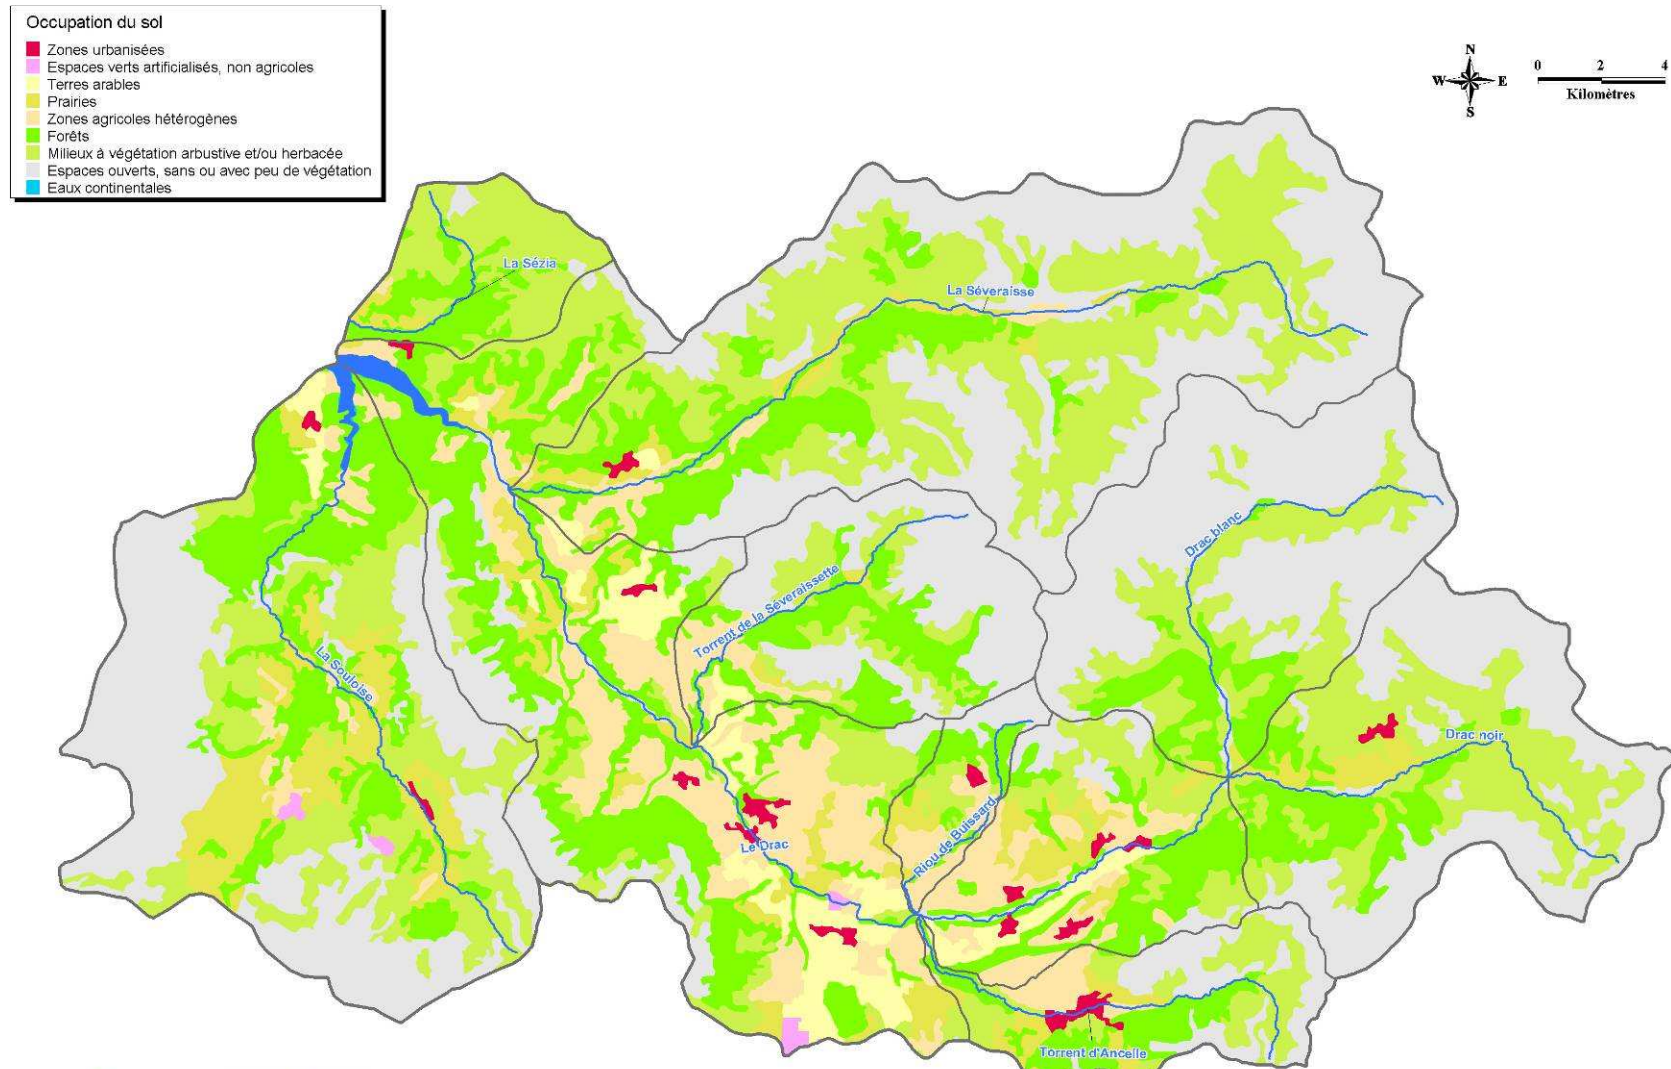 Occupation du sol
Zones urbanisées
Espaces verts artificialisés, non agricoles
Terres arables
Prairies
Zones agricoles hétérogènes
Forêts
Milieux à végétation arbustive et/ou herbacée
Espaces ouverts, sans ou avec peu de végétation
Eaux continentales
N
W E
S
0 2 4
Kilomètres
La Sézia
La Séveraisse
Drac blanc
Torrent de la Séveraissette
La Souloise
Drac noir
Riou de Buissard
Le Drac
Torrent d'Ancelle